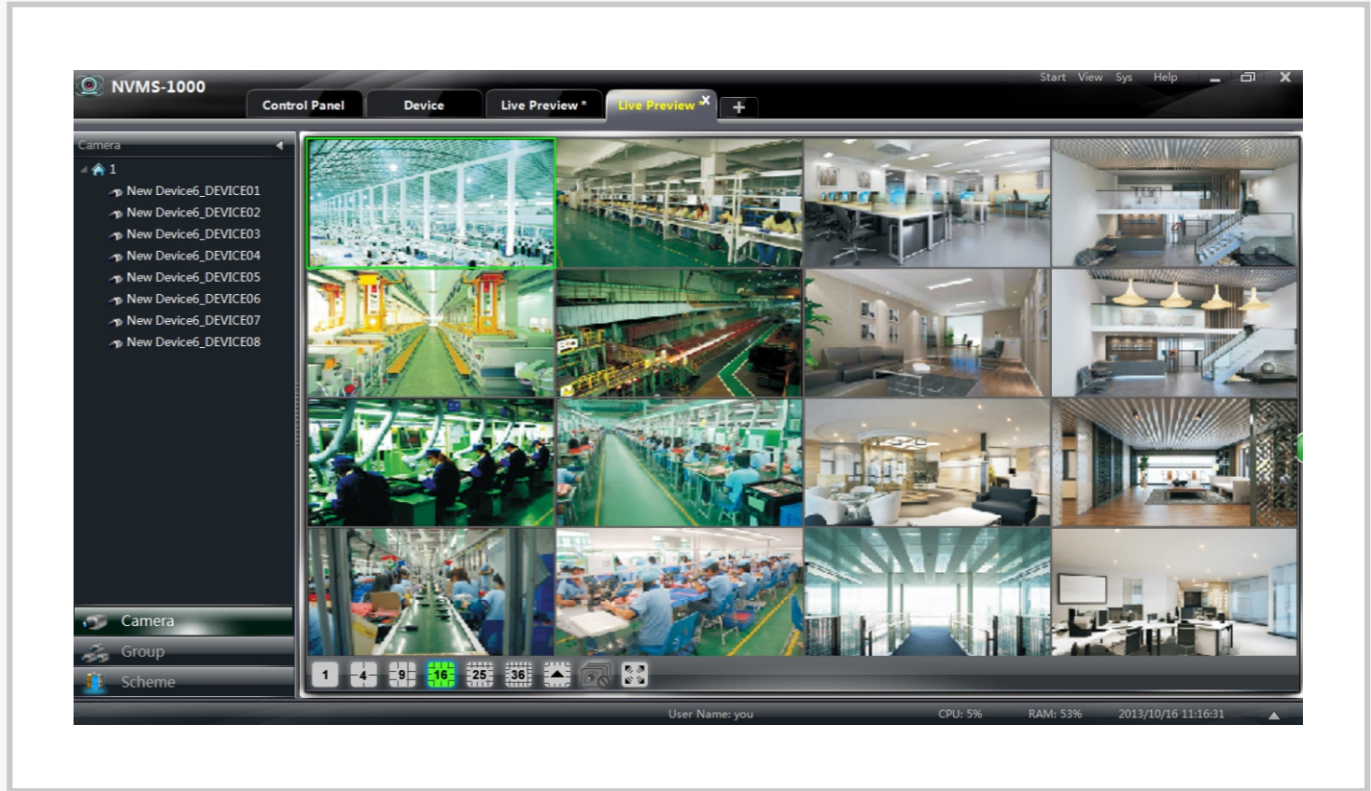 NVMS-1000
Start View Sys Help
Control Panel
Device
Live Preview *
Live Preview *
Camera
1
New Device6_DEVICE01
New Device6_DEVICE02
New Device6_DEVICE03
New Device6_DEVICE04
New Device6_DEVICE05
New Device6_DEVICE06
New Device6_DEVICE07
New Device6_DEVICE08
Camera
Group
Scheme
1 4 9 16 25 36
User Name: you CPU: 5% RAM: 53% 2013/10/16 11:16:31